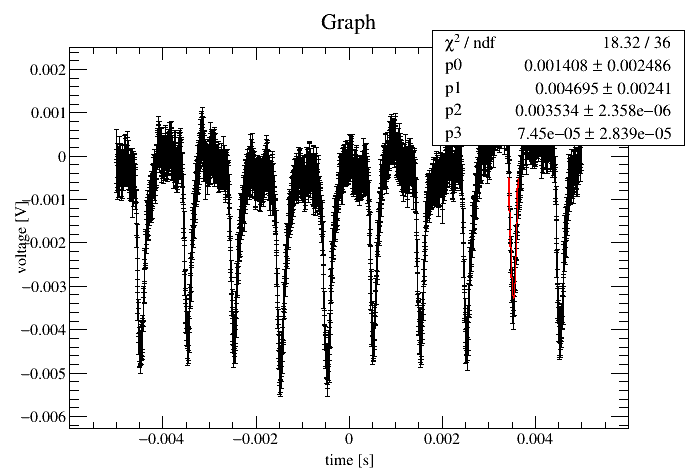 Graph
χ² / ndf 18.32 / 36
p0 0.001408 ± 0.002486
p1 0.004695 ± 0.00241
p2 0.003534 ± 2.358e−06
p3 7.45e−05 ± 2.839e−05
voltage [V]
0.002
0.001
0
−0.001
−0.002
−0.003
−0.004
−0.005
−0.006
−0.004
−0.002
0
0.002
0.004
time [s]